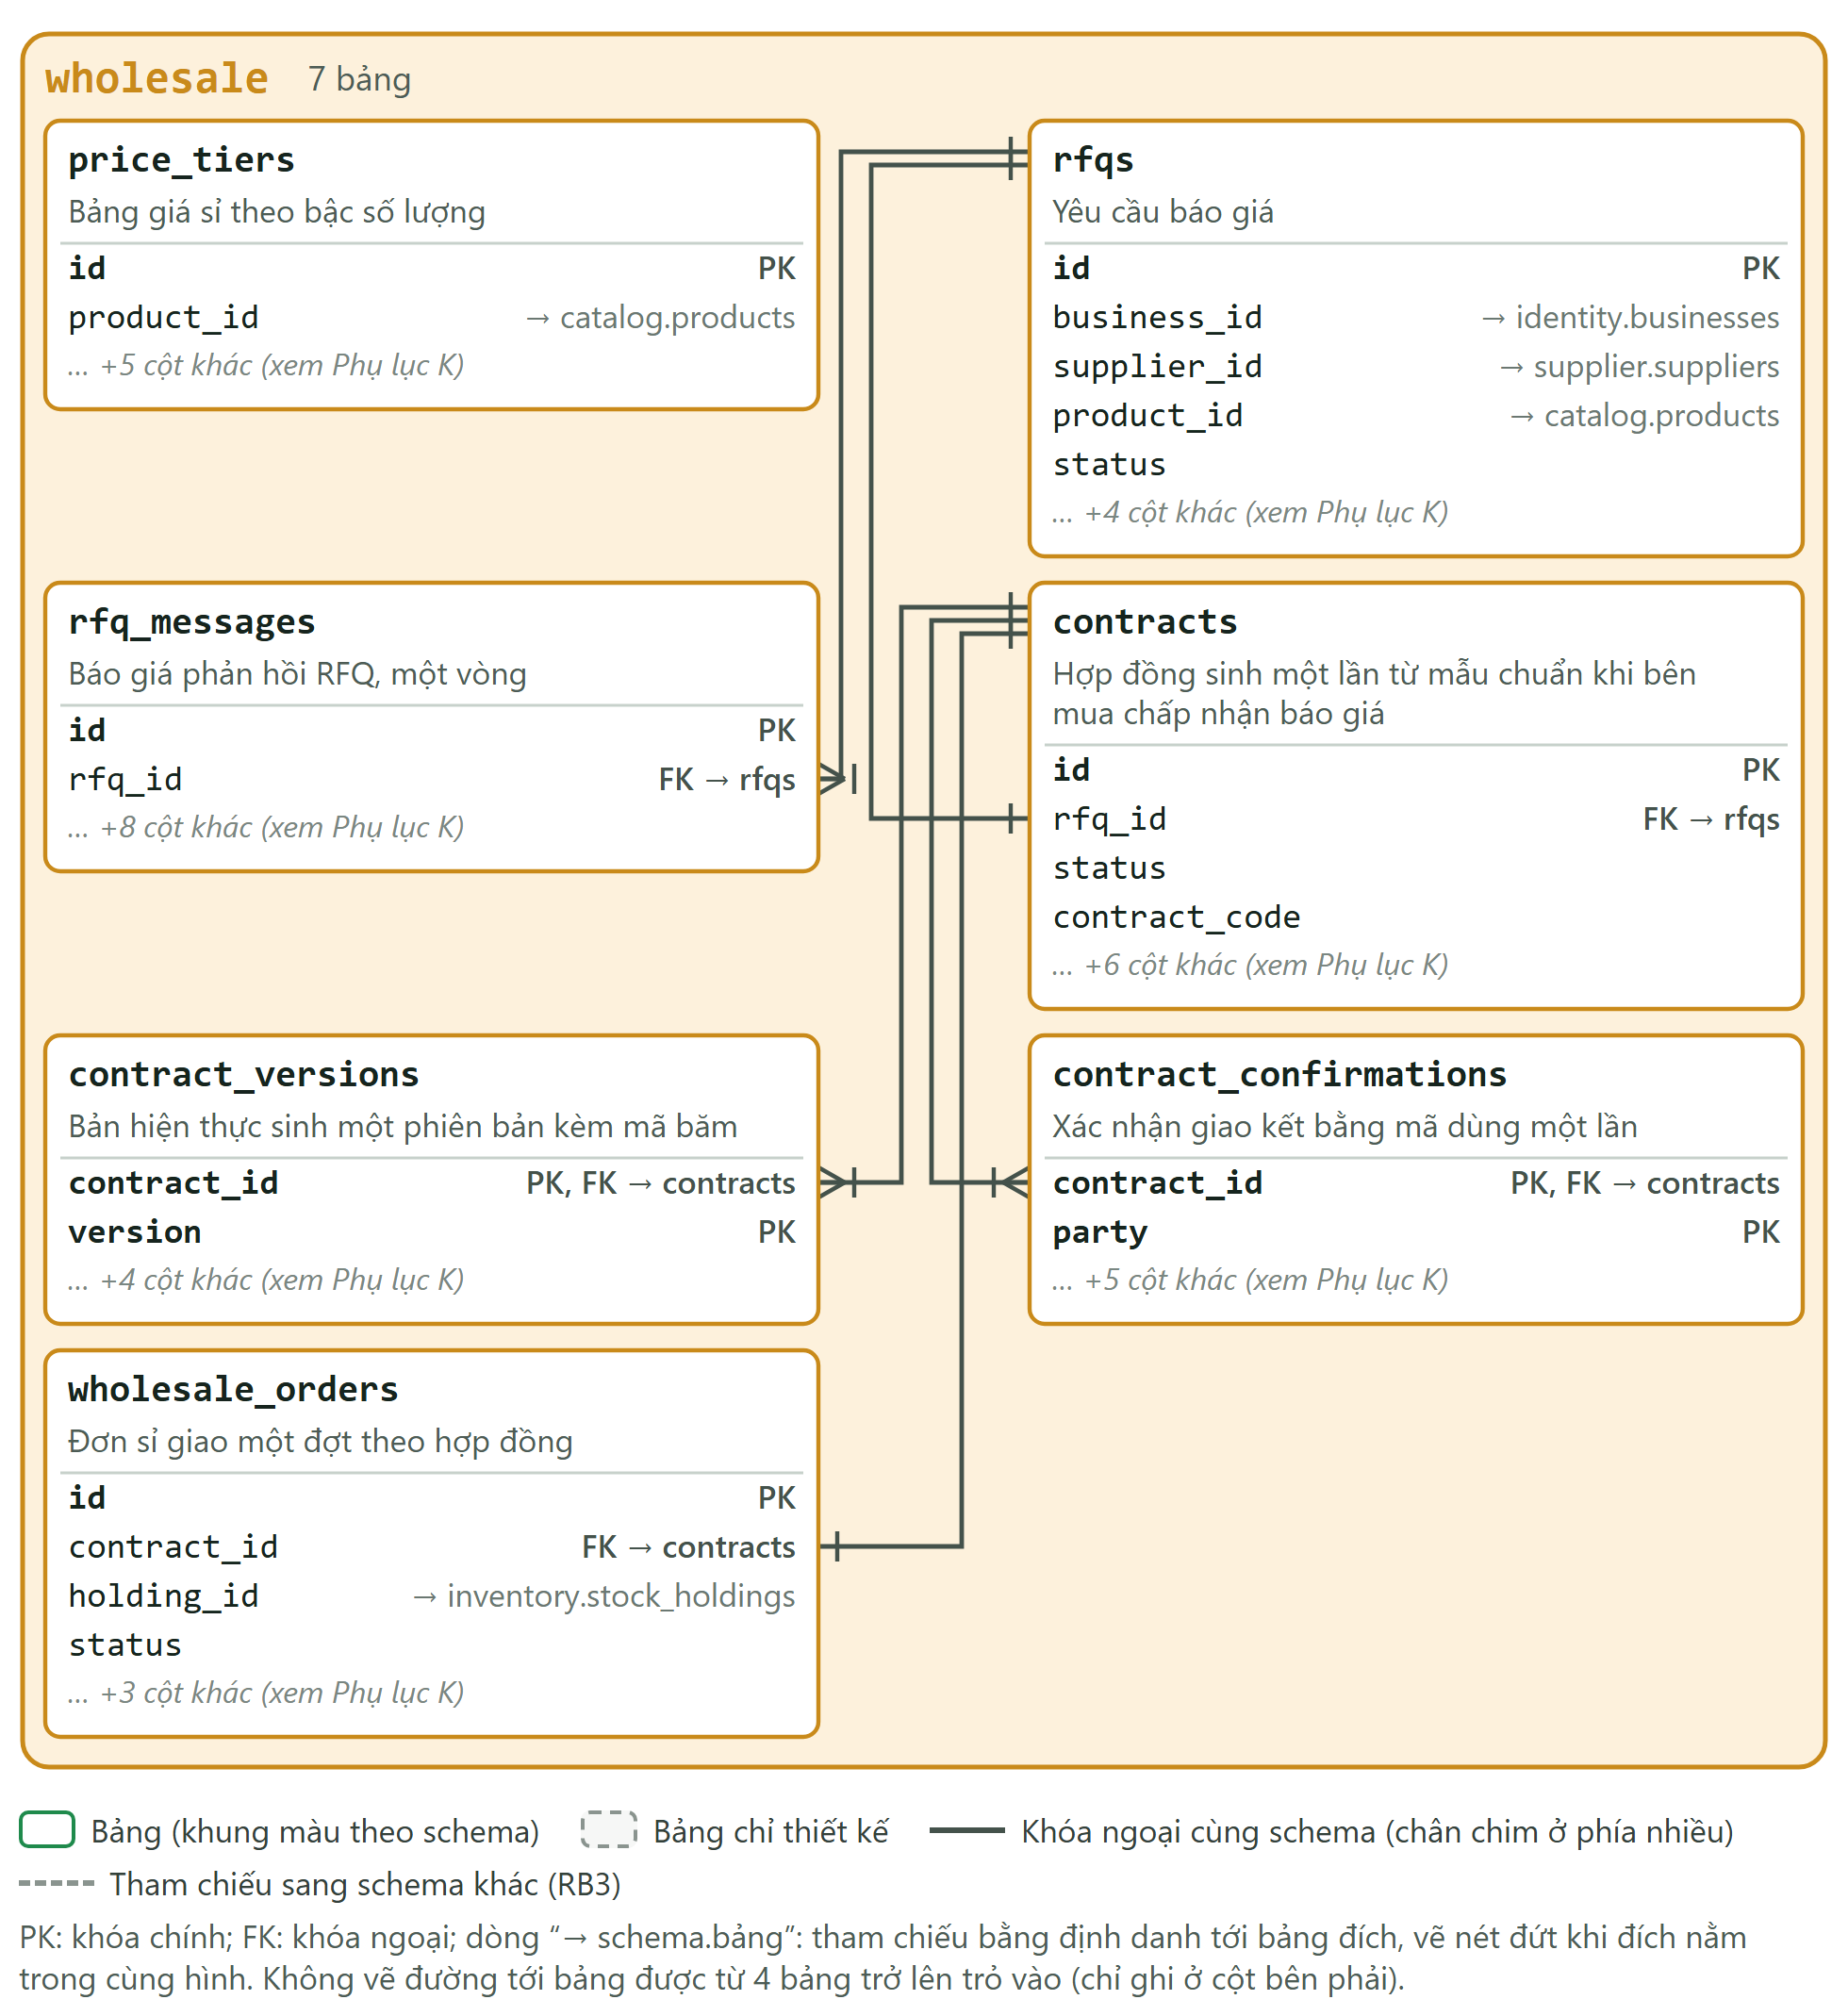 wholesale 7 bảng
price_tiers
Bảng giá sỉ theo bậc số lượng
id PK
product_id → catalog.products
... +5 cột khác (xem Phụ lục K)
rfqs
Yêu cầu báo giá
id PK
business_id → identity.businesses
supplier_id → supplier.suppliers
product_id → catalog.products
status
... +4 cột khác (xem Phụ lục K)
rfq_messages
Báo giá phản hồi RFQ, một vòng
id PK
rfq_id FK → rfqs
... +8 cột khác (xem Phụ lục K)
contracts
Hợp đồng sinh một lần từ mẫu chuẩn khi bên
mua chấp nhận báo giá
id PK
rfq_id FK → rfqs
status
contract_code
... +6 cột khác (xem Phụ lục K)
contract_versions
Bản hiện thực sinh một phiên bản kèm mã băm
contract_id PK, FK → contracts
version PK
... +4 cột khác (xem Phụ lục K)
contract_confirmations
Xác nhận giao kết bằng mã dùng một lần
contract_id PK, FK → contracts
party PK
... +5 cột khác (xem Phụ lục K)
wholesale_orders
Đơn sỉ giao một đợt theo hợp đồng
id PK
contract_id FK → contracts
holding_id → inventory.stock_holdings
status
... +3 cột khác (xem Phụ lục K)
Bảng (khung màu theo schema) Bảng chỉ thiết kế Khóa ngoại cùng schema (chân chim ở phía nhiều)
Tham chiếu sang schema khác (RB3)
PK: khóa chính; FK: khóa ngoại; dòng “→ schema.bảng”: tham chiếu bằng định danh tới bảng đích, vẽ nét đứt khi đích nằm
trong cùng hình. Không vẽ đường tới bảng được từ 4 bảng trở lên trỏ vào (chỉ ghi ở cột bên phải).